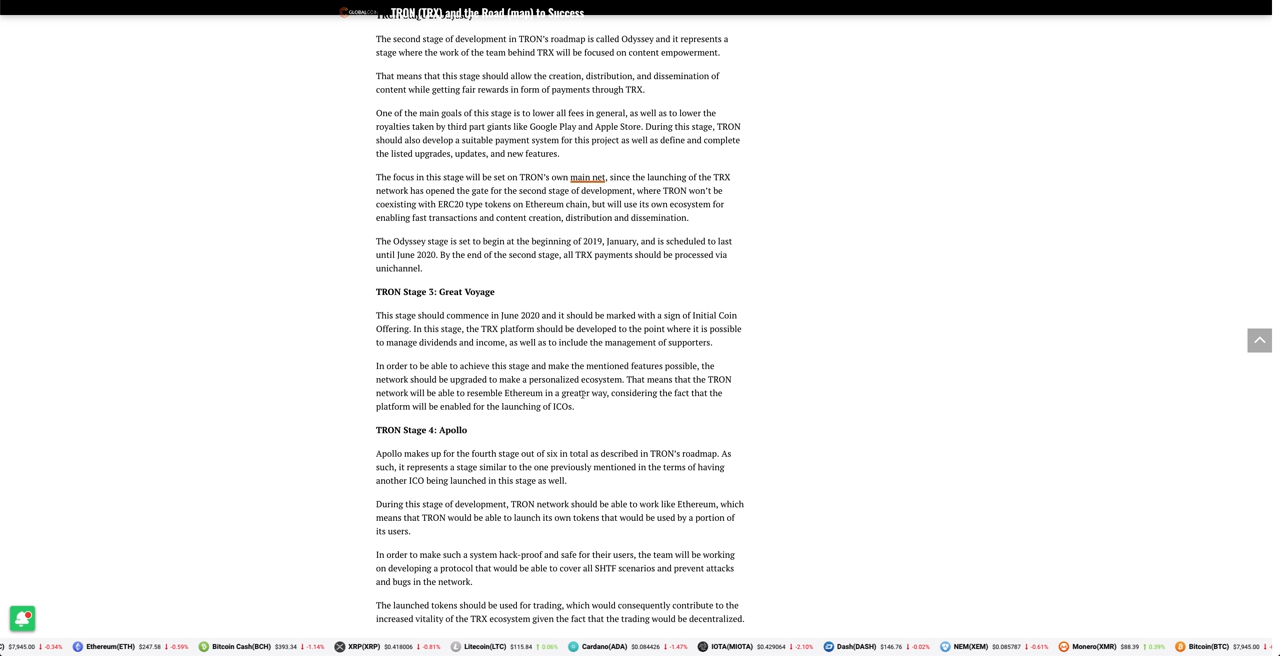 GLOBALCOIN TRON (TRX) and the Road (map) to Success
The second stage of development in TRON’s roadmap is called Odyssey and it represents a
stage where the work of the team behind TRX will be focused on content empowerment.
That means that this stage should allow the creation, distribution, and dissemination of
content while getting fair rewards in form of payments through TRX.
One of the main goals of this stage is to lower all fees in general, as well as to lower the
royalties taken by third part giants like Google Play and Apple Store. During this stage, TRON
should also develop a suitable payment system for this project as well as define and complete
the listed upgrades, updates, and new features.
The focus in this stage will be set on TRON’s own main net, since the launching of the TRX
network has opened the gate for the second stage of development, where TRON won’t be
coexisting with ERC20 type tokens on Ethereum chain, but will use its own ecosystem for
enabling fast transactions and content creation, distribution and dissemination.
The Odyssey stage is set to begin at the beginning of 2019, January, and is scheduled to last
until June 2020. By the end of the second stage, all TRX payments should be processed via
unichannel.
TRON Stage 3: Great Voyage
This stage should commence in June 2020 and it should be marked with a sign of Initial Coin
Offering. In this stage, the TRX platform should be developed to the point where it is possible
to manage dividends and income, as well as to include the management of supporters.
In order to be able to achieve this stage and make the mentioned features possible, the
network should be upgraded to make a personalized ecosystem. That means that the TRON
network will be able to resemble Ethereum in a greater way, considering the fact that the
platform will be enabled for the launching of ICOs.
TRON Stage 4: Apollo
Apollo makes up for the fourth stage out of six in total as described in TRON’s roadmap. As
such, it represents a stage similar to the one previously mentioned in the terms of having
another ICO being launched in this stage as well.
During this stage of development, TRON network should be able to work like Ethereum, which
means that TRON would be able to launch its own tokens that would be used by a portion of
its users.
In order to make such a system hack-proof and safe for their users, the team will be working
on developing a protocol that would be able to cover all SHTF scenarios and prevent attacks
and bugs in the network.
The launched tokens should be used for trading, which would consequently contribute to the
increased vitality of the TRX ecosystem given the fact that the trading would be decentralized.
C) $7,945.00 ↓ -0.34% Ethereum(ETH) $247.58 ↓ -0.59% Bitcoin Cash(BCH) $393.34 ↓ -1.14% XRP(XRP) $0.418006 ↓ -0.81% Litecoin(LTC) $115.84 ↑ 0.06% Cardano(ADA) $0.084426 ↓ -1.47% IOTA(MIOTA) $0.429064 ↓ -2.10% Dash(DASH) $146.76 ↓ -0.02% NEM(XEM) $0.085787 ↓ -0.61% Monero(XMR) $88.39 ↑ 0.39% Bitcoin(BTC) $7,945.00 ↓